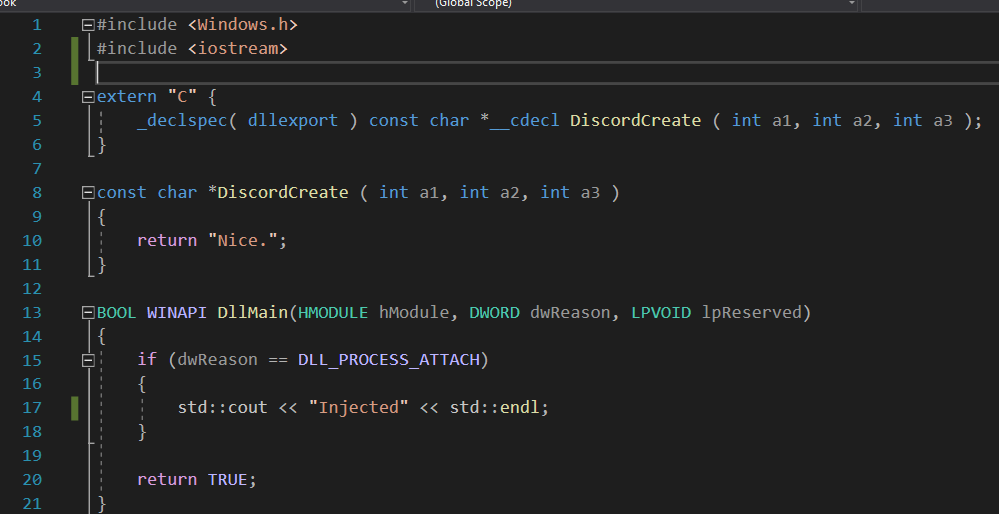 ook (Global Scope)
1 #include <Windows.h>
2 #include <iostream>
3
4 extern "C" {
5 _declspec( dllexport ) const char *__cdecl DiscordCreate ( int a1, int a2, int a3 );
6 }
7
8 const char *DiscordCreate ( int a1, int a2, int a3 )
9 {
10 return "Nice.";
11 }
12
13 BOOL WINAPI DllMain(HMODULE hModule, DWORD dwReason, LPVOID lpReserved)
14 {
15 if (dwReason == DLL_PROCESS_ATTACH)
16 {
17 std::cout << "Injected" << std::endl;
18 }
19
20 return TRUE;
21 }